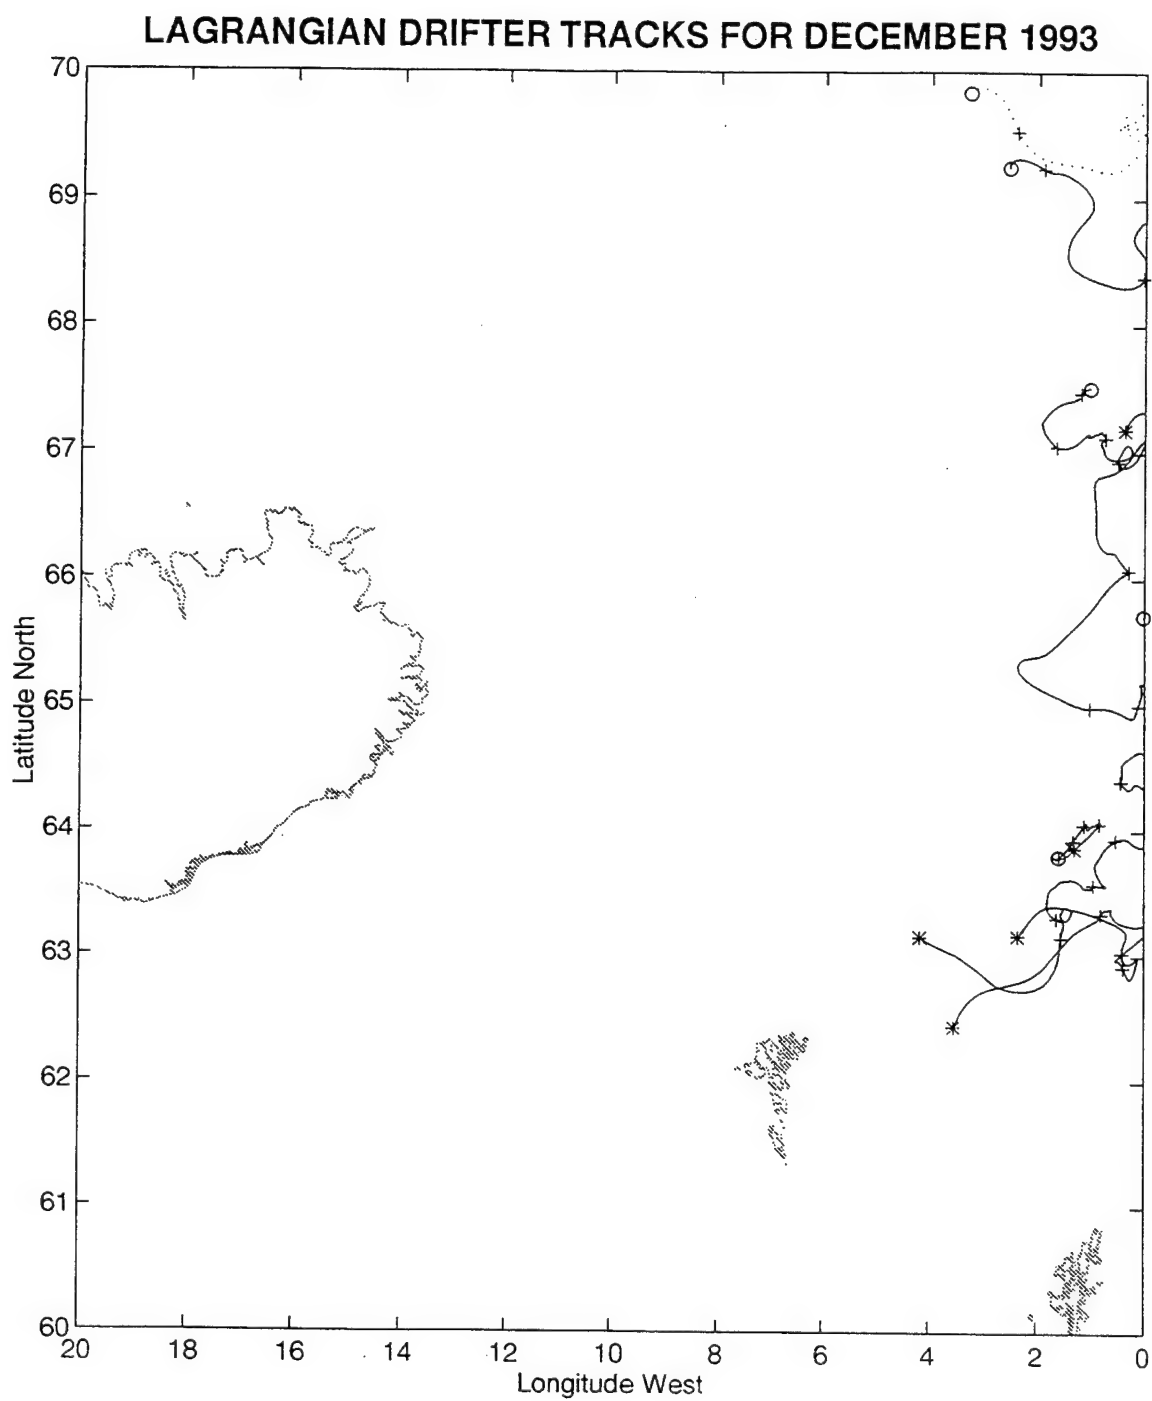 LAGRANGIAN DRIFTER TRACKS FOR DECEMBER 1993
70
69
68
67
66
65
64
63
62
61
60
Latitude North
20 18 16 14 12 10 8 6 4 2 0
Longitude West